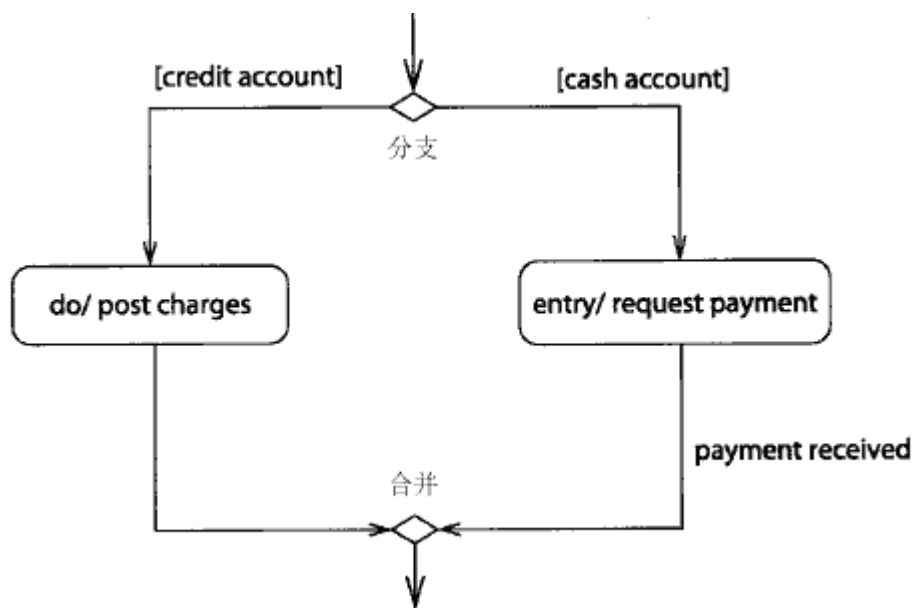 [credit account]
[cash account]
分支
do/ post charges
entry/ request payment
payment received
合并